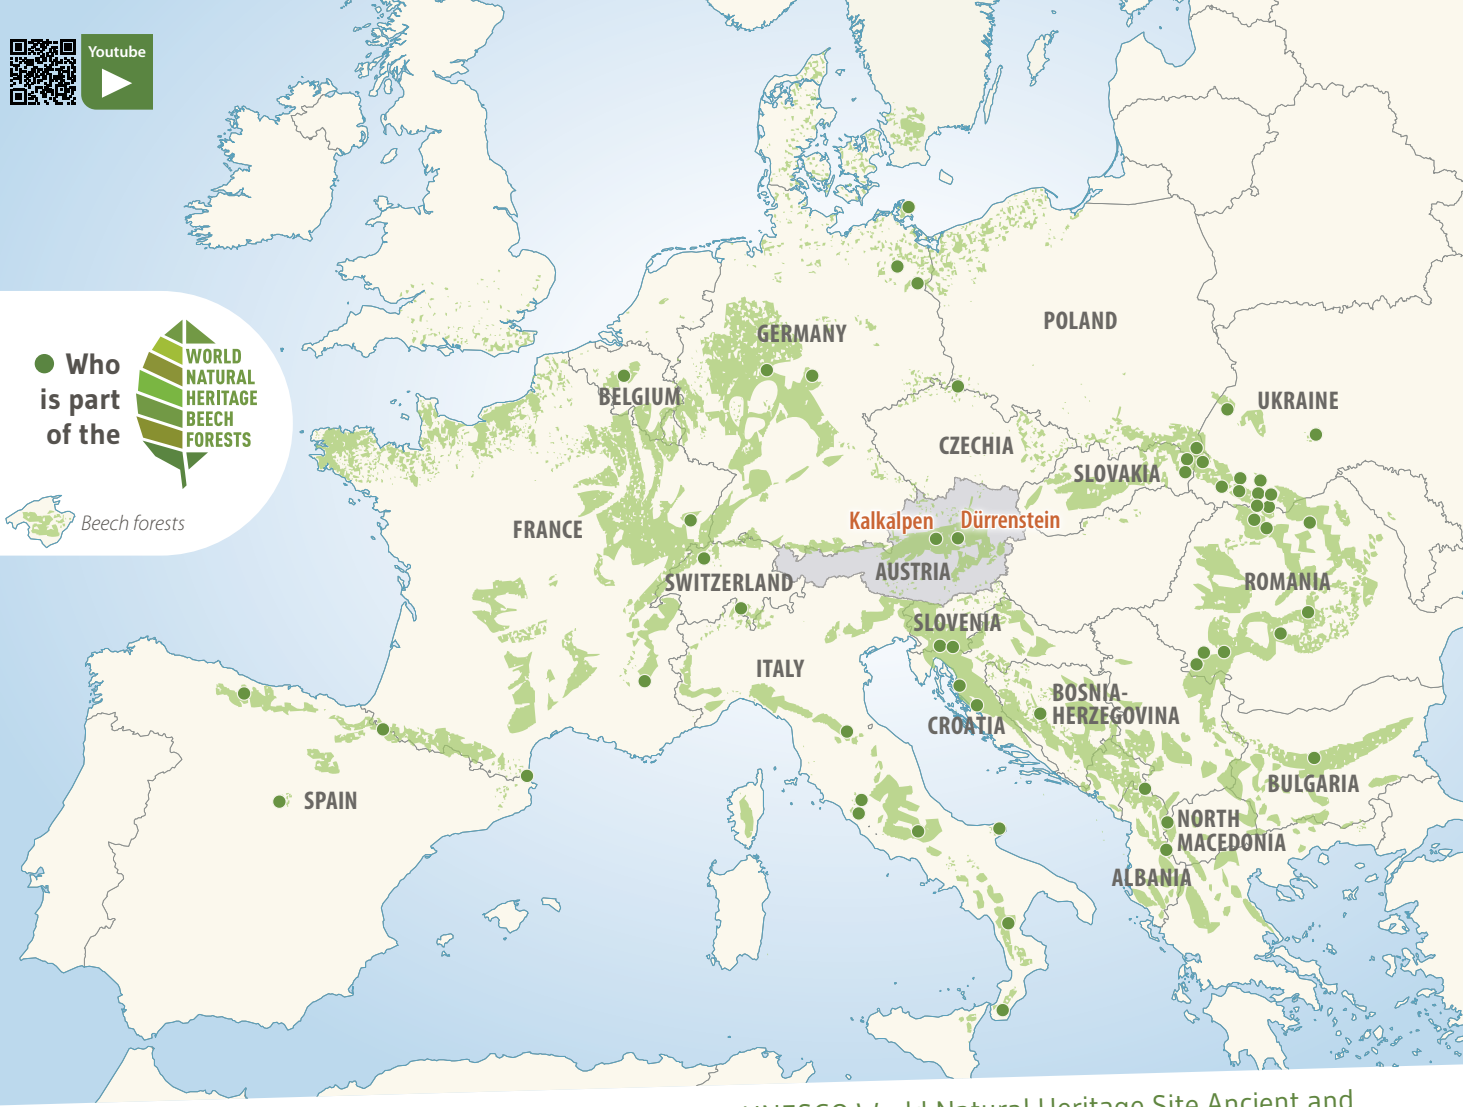 Youtube
Who
is part
of the
WORLD
NATURAL
HERITAGE
BEECH
FORESTS
Beech forests
GERMANY
POLAND
BELGIUM
UKRAINE
CZECHIA
SLOVAKIA
FRANCE
Kalkalpen
Dürrenstein
AUSTRIA
SWITZERLAND
ROMANIA
SLOVENIA
ITALY
BOSNIA-
HERZEGOVINA
CROATIA
SPAIN
BULGARIA
NORTH
MACEDONIA
ALBANIA
UNESCO World Natural Heritage Site Ancient and